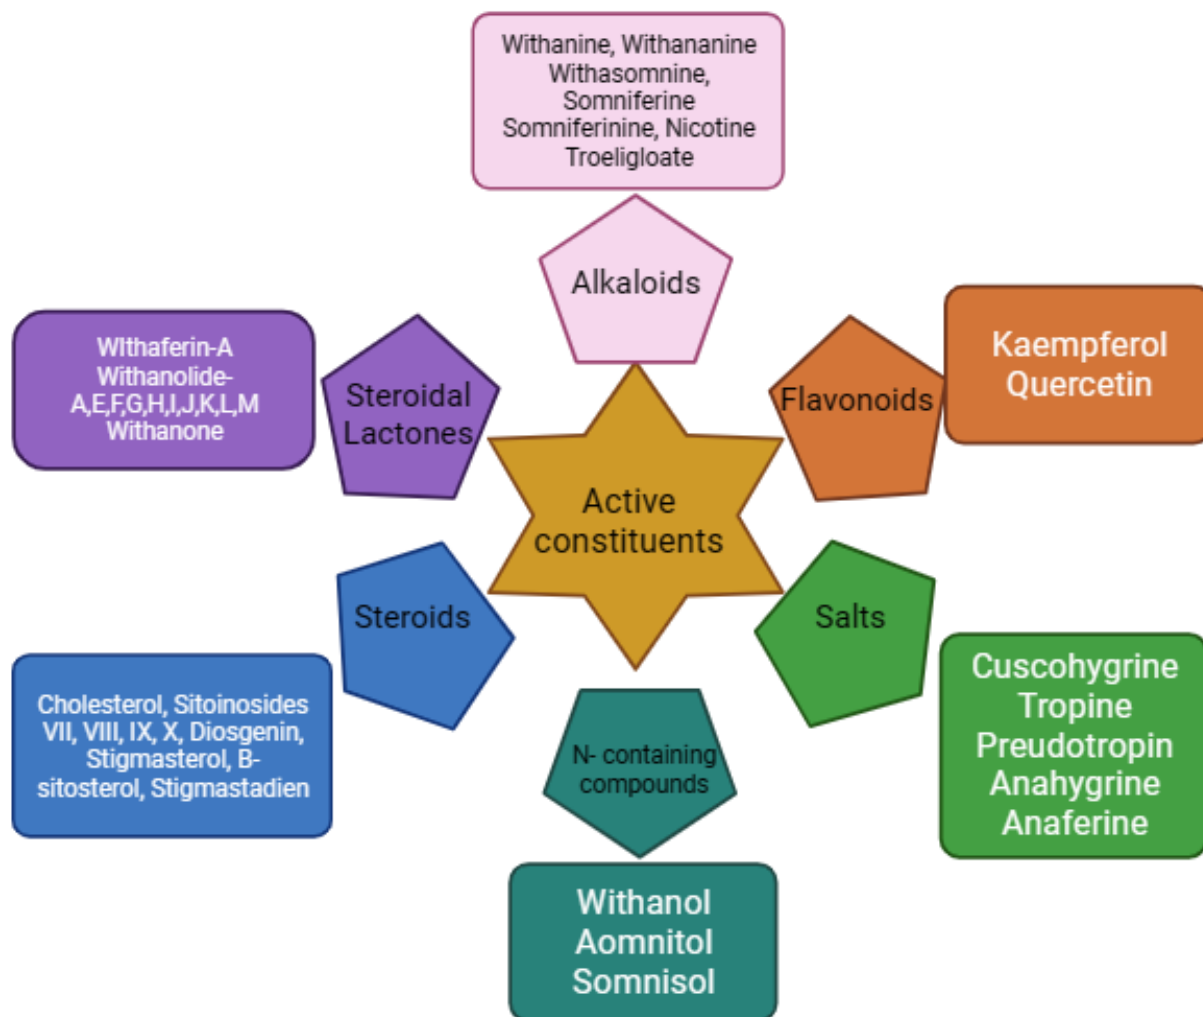 Withanine, Withananine
Withasomnine,
Somniferine
Somniferinine, Nicotine
Troeligloate
Alkaloids
WIthaferin-A
Withanolide-
A,E,F,G,H,I,J,K,L,M
Withanone
Steroidal
Lactones
Flavonoids
Kaempferol
Quercetin
Active
constituents
Steroids
Salts
Cholesterol, Sitoinosides
VII, VIII, IX, X, Diosgenin,
Stigmasterol, B-
sitosterol, Stigmastadien
N- containing
compounds
Cuscohygrine
Tropine
Preudotropin
Anahygrine
Anaferine
Withanol
Aomnitol
Somnisol